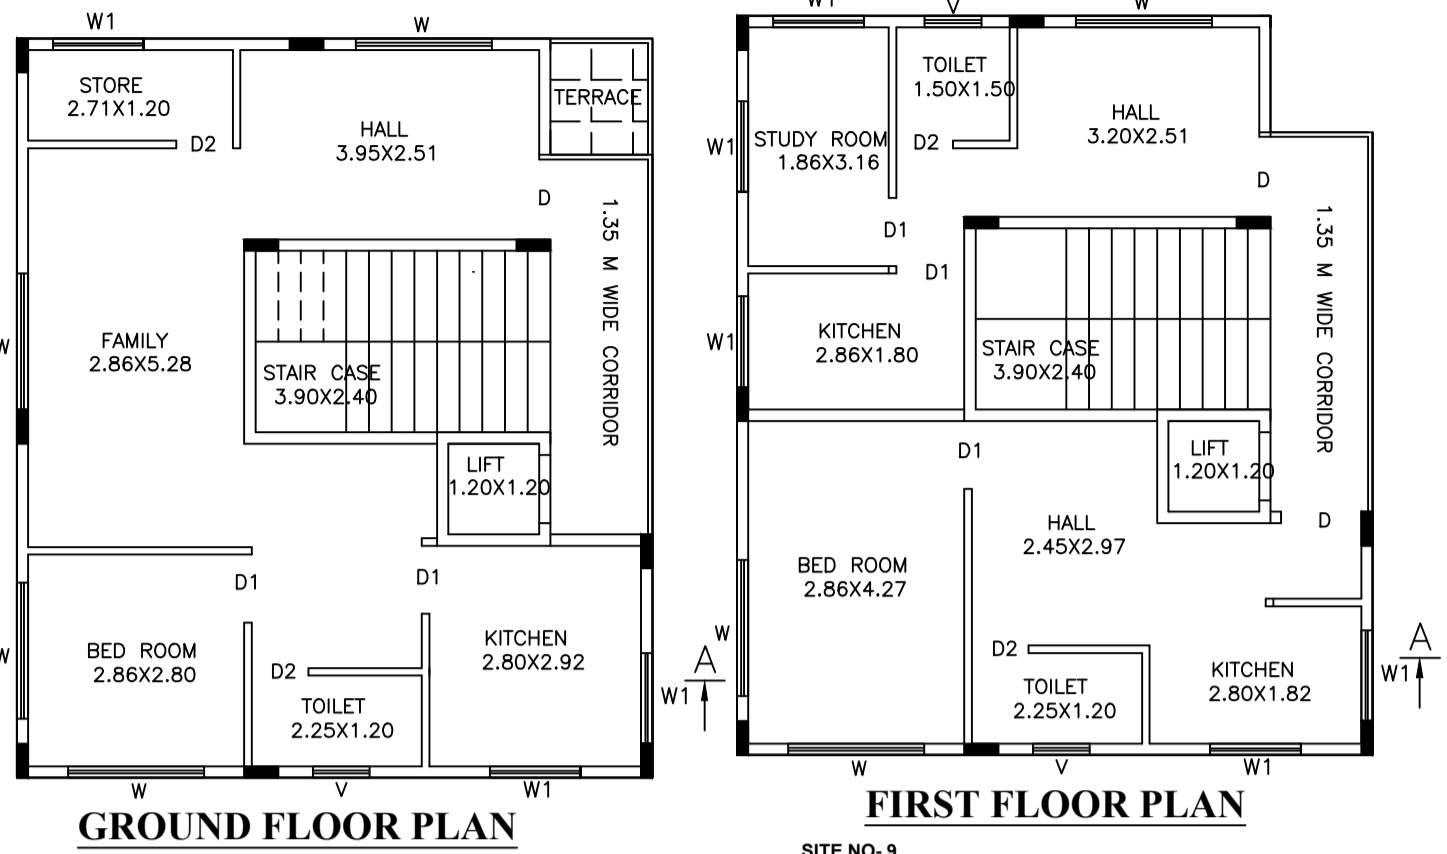 W1
W
STORE
2.71X1.20
D2
HALL
3.95X2.51
TERRACE
D
1.35 M WIDE CORRIDOR
W
FAMILY
2.86X5.28
STAIR CASE
3.90X2.40
LIFT
1.20X1.20
D1
D1
W
BED ROOM
2.86X2.80
D2
TOILET
2.25X1.20
KITCHEN
2.80X2.92
A
W1
W
V
W1
GROUND FLOOR PLAN
W1
V
W
TOILET
1.50X1.50
HALL
3.20X2.51
W1
STUDY ROOM
1.86X3.16
D2
D
D1
D1
1.35 M WIDE CORRIDOR
W1
KITCHEN
2.86X1.80
STAIR CASE
3.90X2.40
D1
LIFT
1.20X1.20
HALL
2.45X2.97
D
BED ROOM
2.86X4.27
W
D2
TOILET
2.25X1.20
KITCHEN
2.80X1.82
A
W1
W
V
W1
FIRST FLOOR PLAN
SITE NO- 9